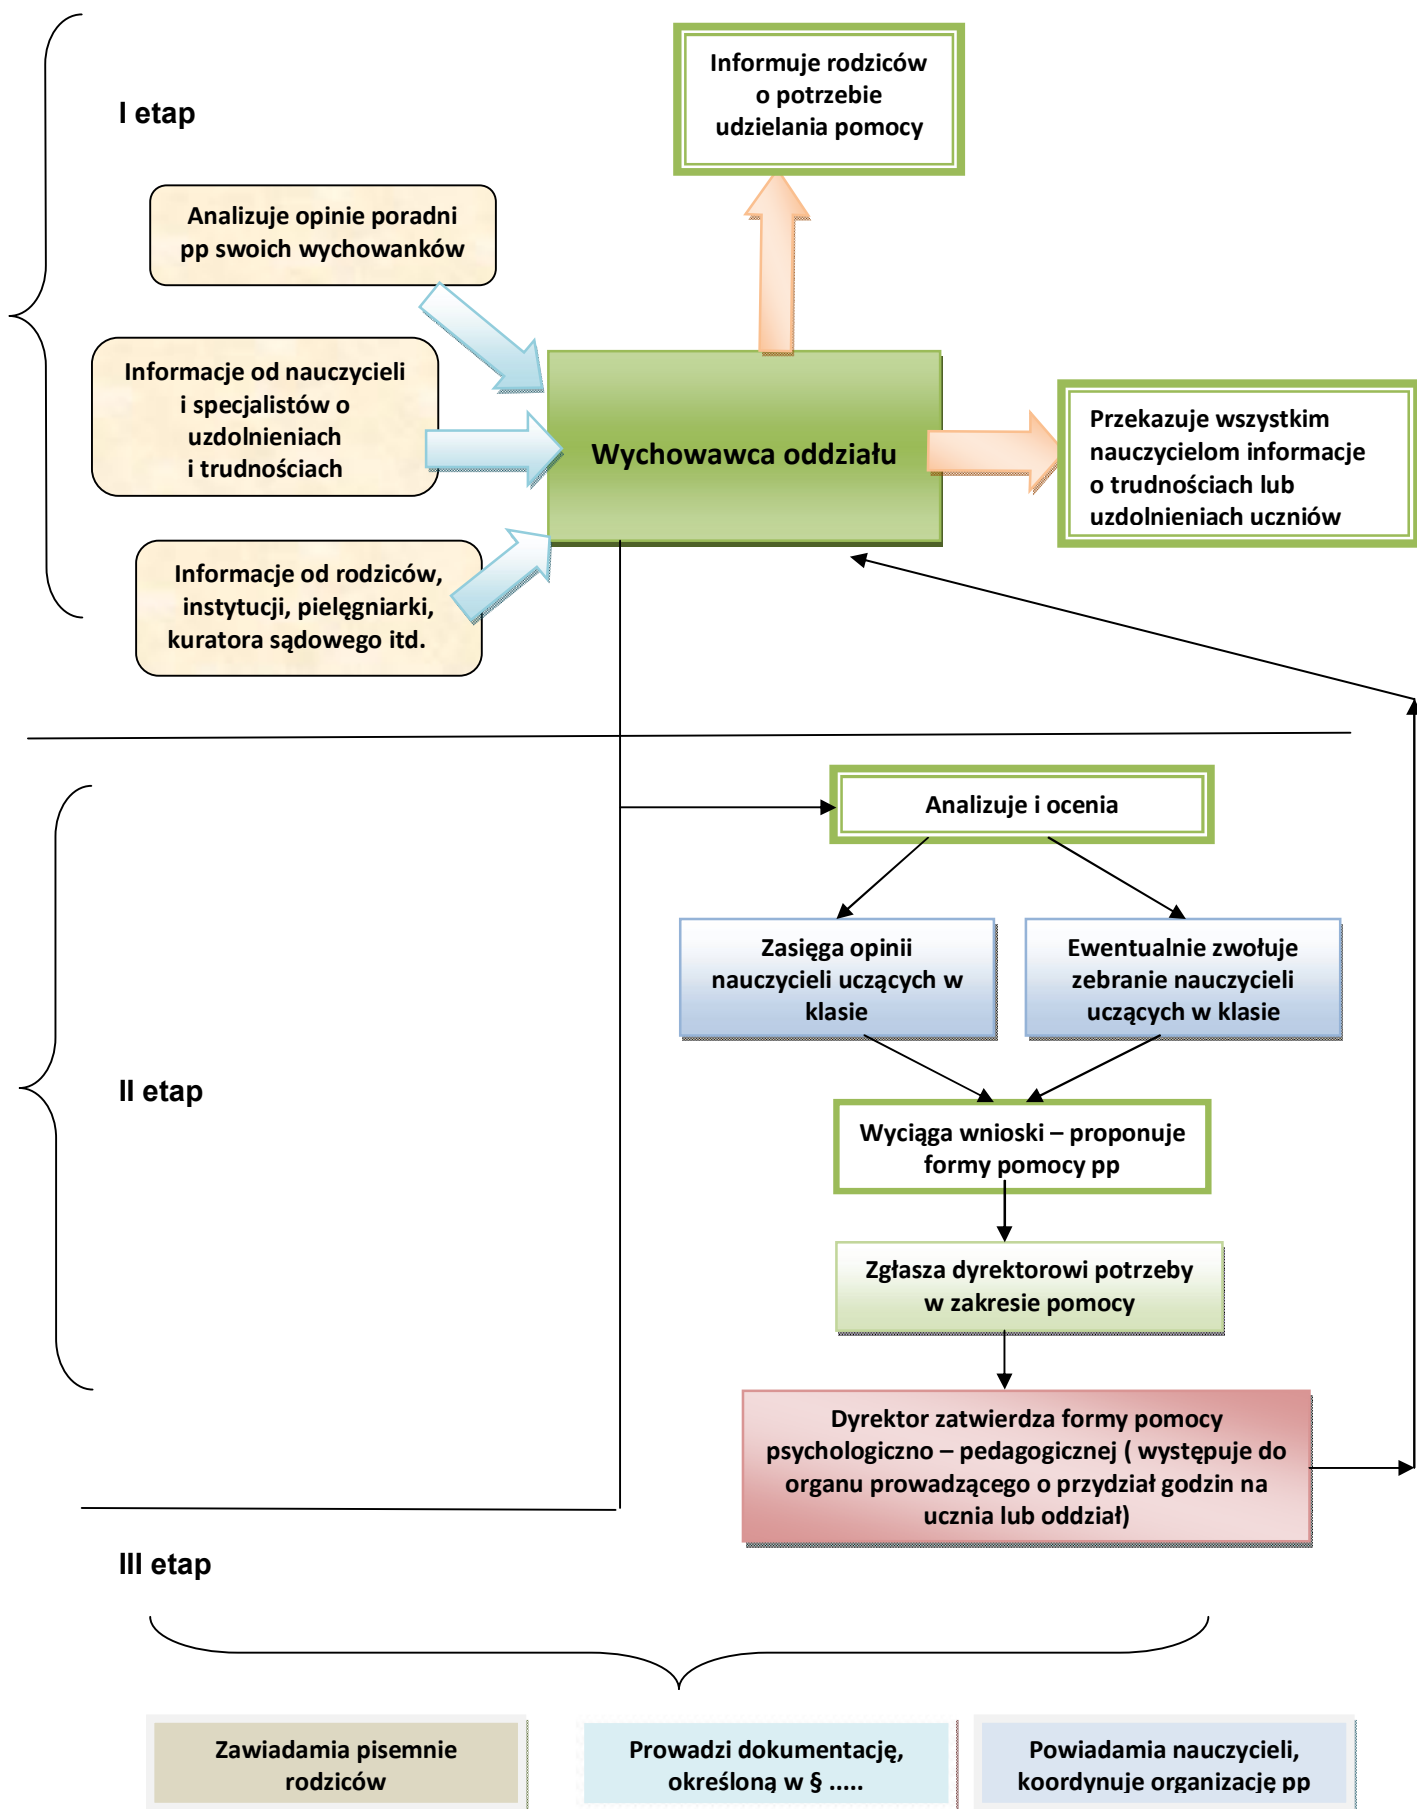 I etap
Informuje rodziców
o potrzebie
udzielania pomocy
Analizuje opinie poradni
pp swoich wychowanków
Informacje od nauczycieli
i specjalistów o
uzdolnieniach
i trudnościach
Informacje od rodziców,
instytucji, pielęgniarki,
kuratora sądowego itd.
Wychowawca oddziału
Przekazuje wszystkim
nauczycielom informacje
o trudnościach lub
uzdolnieniach uczniów
II etap
Analizuje i ocenia
Zasięga opinii
nauczycieli uczących w
klasie
Ewentualnie zwołuje
zebranie nauczycieli
uczących w klasie
Wyciąga wnioski – proponuje
formy pomocy pp
Zgłasza dyrektorowi potrzeby
w zakresie pomocy
Dyrektor zatwierdza formy pomocy
psychologiczno – pedagogicznej ( występuje do
organu prowadzącego o przydział godzin na
ucznia lub oddział)
III etap
Zawiadamia pisemnie
rodziców
Prowadzi dokumentację,
określoną w § .....
Powiadamia nauczycieli,
koordynuje organizację pp